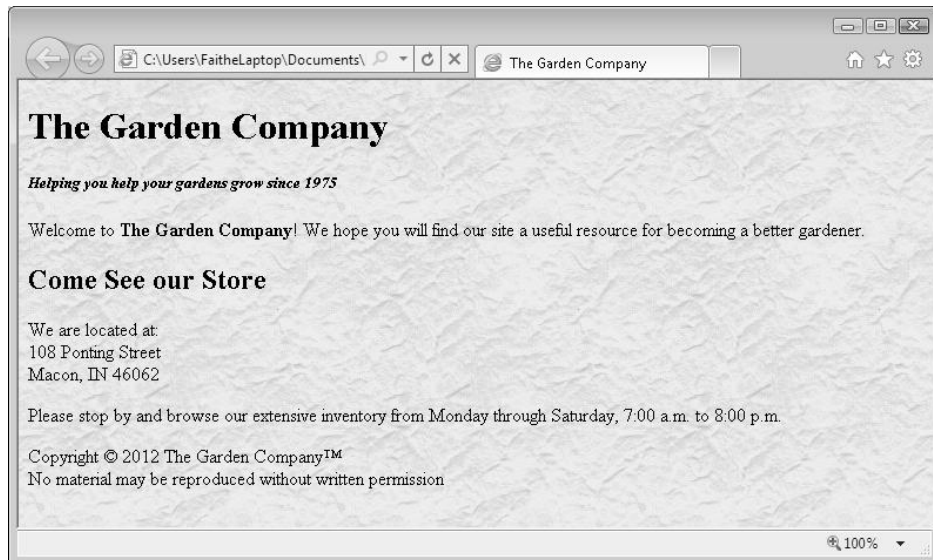 C:\Users\FaitheLaptop\Documents\
The Garden Company
The Garden Company
Helping you help your gardens grow since 1975
Welcome to The Garden Company! We hope you will find our site a useful resource for becoming a better gardener.
Come See our Store
We are located at:
108 Ponting Street
Macon, IN 46062
Please stop by and browse our extensive inventory from Monday through Saturday, 7:00 a.m. to 8:00 p.m.
Copyright © 2012 The Garden Company™
No material may be reproduced without written permission
100%